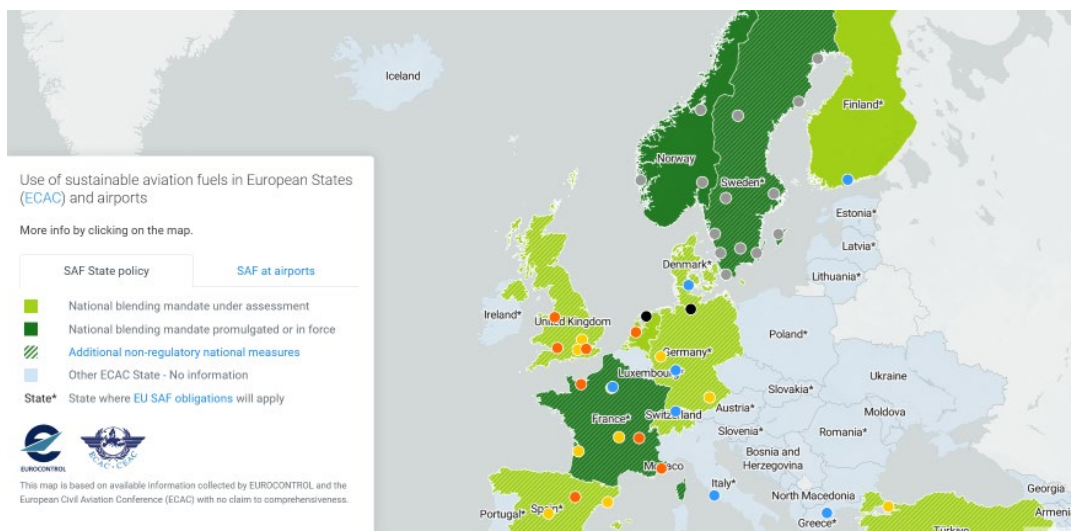 Iceland
Finland*
Norway
Sweden*
Use of sustainable aviation fuels in European States
(ECAC) and airports
More info by clicking on the map.
SAF State policy
SAF at airports
National blending mandate under assessment
National blending mandate promulgated or in force
Additional non-regulatory national measures
Other ECAC State - No information
State*
State where EU SAF obligations will apply
EUROCONTROL
ECAC • CEAC
This map is based on available information collected by EUROCONTROL and the
European Civil Aviation Conference (ECAC) with no claim to comprehensiveness.
Estonia*
Latvia*
Denmark*
Lithuania*
Ireland*
United Kingdom
Poland*
Germany*
Luxembourg*
Ukraine
Slovakia*
Austria*
Moldova
France*
Switzerland
Slovenia*
Romania*
Bosnia and
Herzegovina
Monaco
Italy*
North Macedonia
Georgia
Portugal*
Spain*
Greece*
Armenia
Türkiye